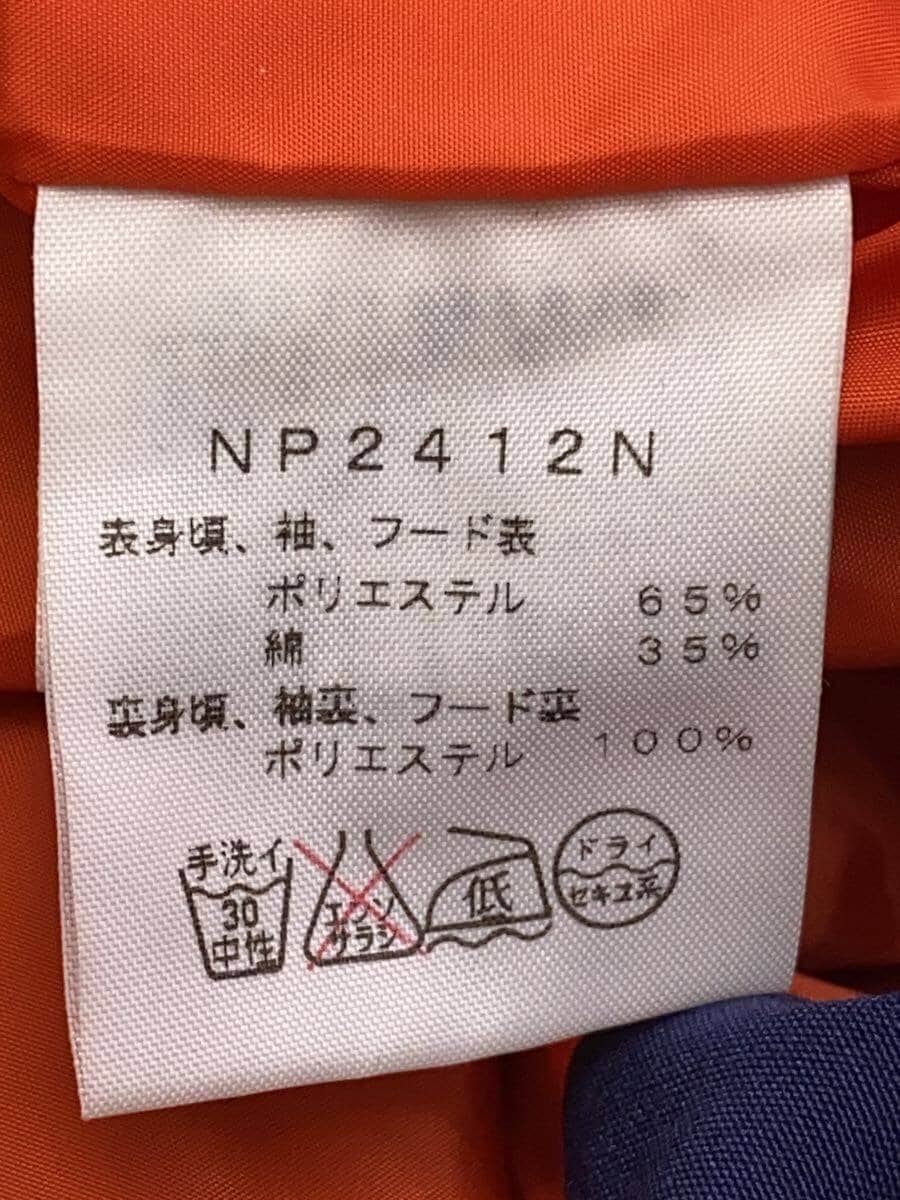 NP2412N
表身頃、袖、フード表
ポリエステル 65%
綿 35%
裏身頃、袖裏、フード裏
ポリエステル 100%
手洗イ
30
中性
エンソ
サラシ
低
ドライ
セキユ系